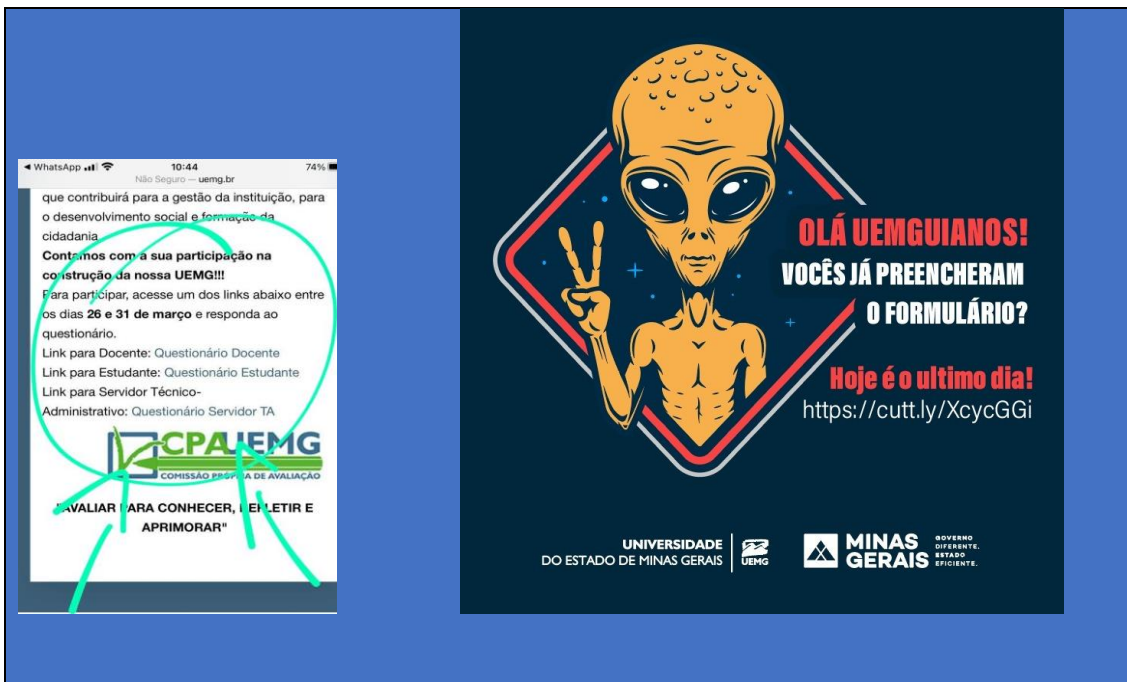 WhatsApp 10:44 74%
Não Seguro — uemg.br
que contribuirá para a gestão da instituição, para
o desenvolvimento social e formação da
cidadania
Contamos com a sua participação na
construção da nossa UEMG!!!
Para participar, acesse um dos links abaixo entre
os dias 26 e 31 de março e responda ao
questionário.
Link para Docente: Questionário Docente
Link para Estudante: Questionário Estudante
Link para Servidor Técnico-
Administrativo: Questionário Servidor TA
CPAUEMG
COMISSÃO PRÓPRIA DE AVALIAÇÃO
"AVALIAR PARA CONHECER, REFLETIR E
APRIMORAR"
OLÁ UEMGUIANOS!
VOCÊS JÁ PREENCHERAM
O FORMULÁRIO?
Hoje é o ultimo dia!
https://cutt.ly/XcycGGi
UNIVERSIDADE
DO ESTADO DE MINAS GERAIS
UEMG
MINAS
GERAIS
GOVERNO
DIFERENTE.
ESTADO
EFICIENTE.